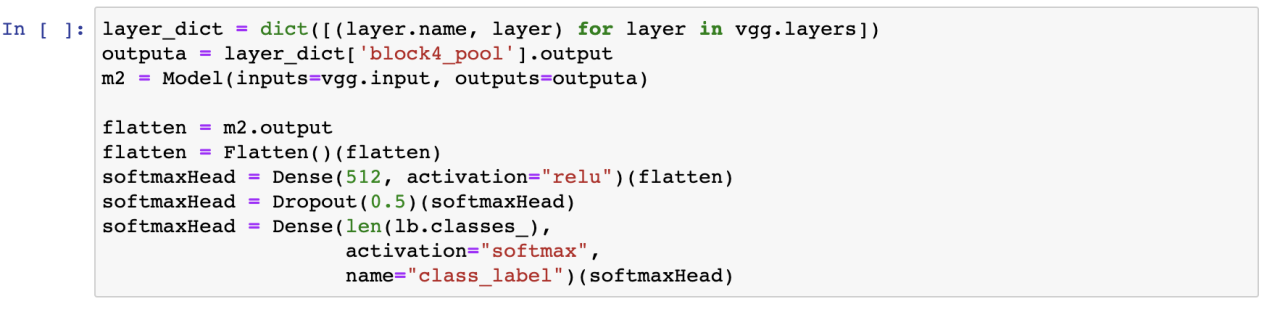 In [ ]: layer_dict = dict([(layer.name, layer) for layer in vgg.layers])
outputa = layer_dict['block4_pool'].output
m2 = Model(inputs=vgg.input, outputs=outputa)

flatten = m2.output
flatten = Flatten()(flatten)
softmaxHead = Dense(512, activation="relu")(flatten)
softmaxHead = Dropout(0.5)(softmaxHead)
softmaxHead = Dense(len(lb.classes_),
                    activation="softmax",
                    name="class_label")(softmaxHead)